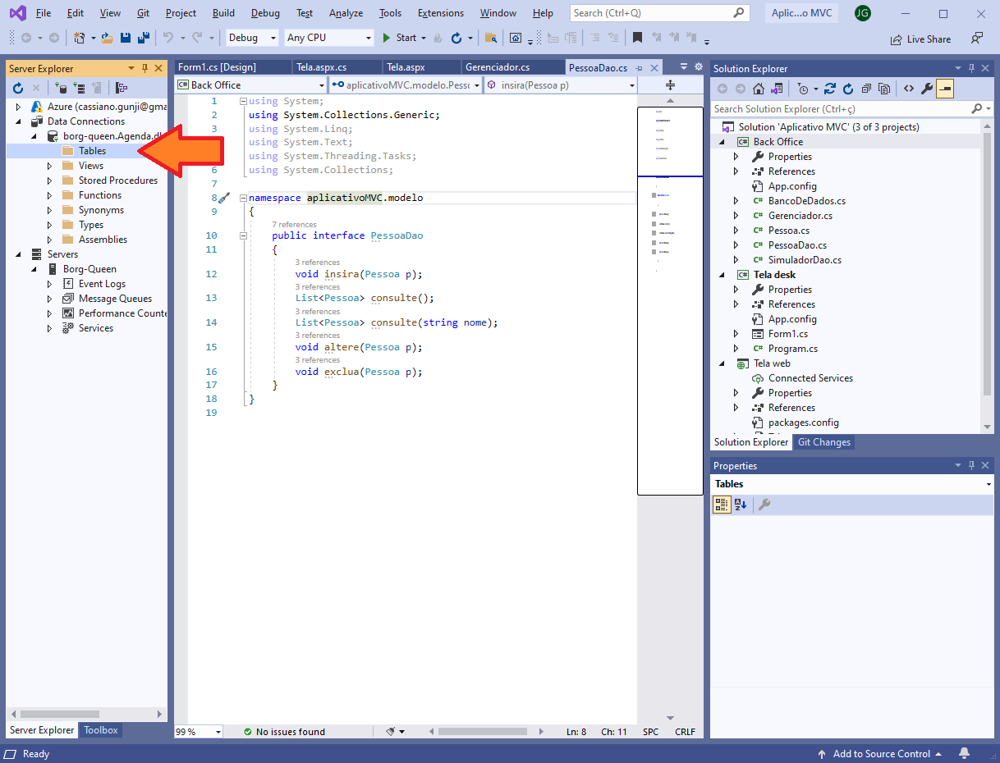 File Edit View Git Project Build Debug Test Analyze Tools Extensions Window Help Search (Ctrl+Q) Aplic...o MVC JG
Debug Any CPU Start Live Share
Server Explorer
Azure (cassiano.gunji@gma
Data Connections
borg-queen.Agenda.d
Tables
Views
Stored Procedures
Functions
Synonyms
Types
Assemblies
Servers
Borg-Queen
Event Logs
Message Queues
Performance Counte
Services
Server Explorer Toolbox
Form1.cs [Design] Tela.aspx.cs Tela.aspx Gerenciador.cs PessoaDao.cs
Back Office aplicativoMVC.modelo.Pessc insira(Pessoa p)
1 using System;
2 using System.Collections.Generic;
3 using System.Linq;
using System.Text;
using System.Threading.Tasks;
6 using System.Collections;
7
8 namespace aplicativoMVC.modelo
9 {
7 references
10 public interface PessoaDao
11 {
3 references
12 void insira(Pessoa p);
3 references
13 List<Pessoa> consulte();
3 references
14 List<Pessoa> consulte(string nome);
3 references
15 void altere(Pessoa p);
3 references
16 void exclua(Pessoa p);
17 }
18 }
19
99 % No issues found Ln: 8 Ch: 11 SPC CRLF
Solution Explorer
Search Solution Explorer (Ctrl+ç)
Solution 'Aplicativo MVC' (3 of 3 projects)
Back Office
Properties
References
App.config
BancoDeDados.cs
Gerenciador.cs
Pessoa.cs
PessoaDao.cs
SimuladorDao.cs
Tela desk
Properties
References
App.config
Form1.cs
Program.cs
Tela web
Connected Services
Properties
References
packages.config
Solution Explorer Git Changes
Properties
Tables
Ready Add to Source Control